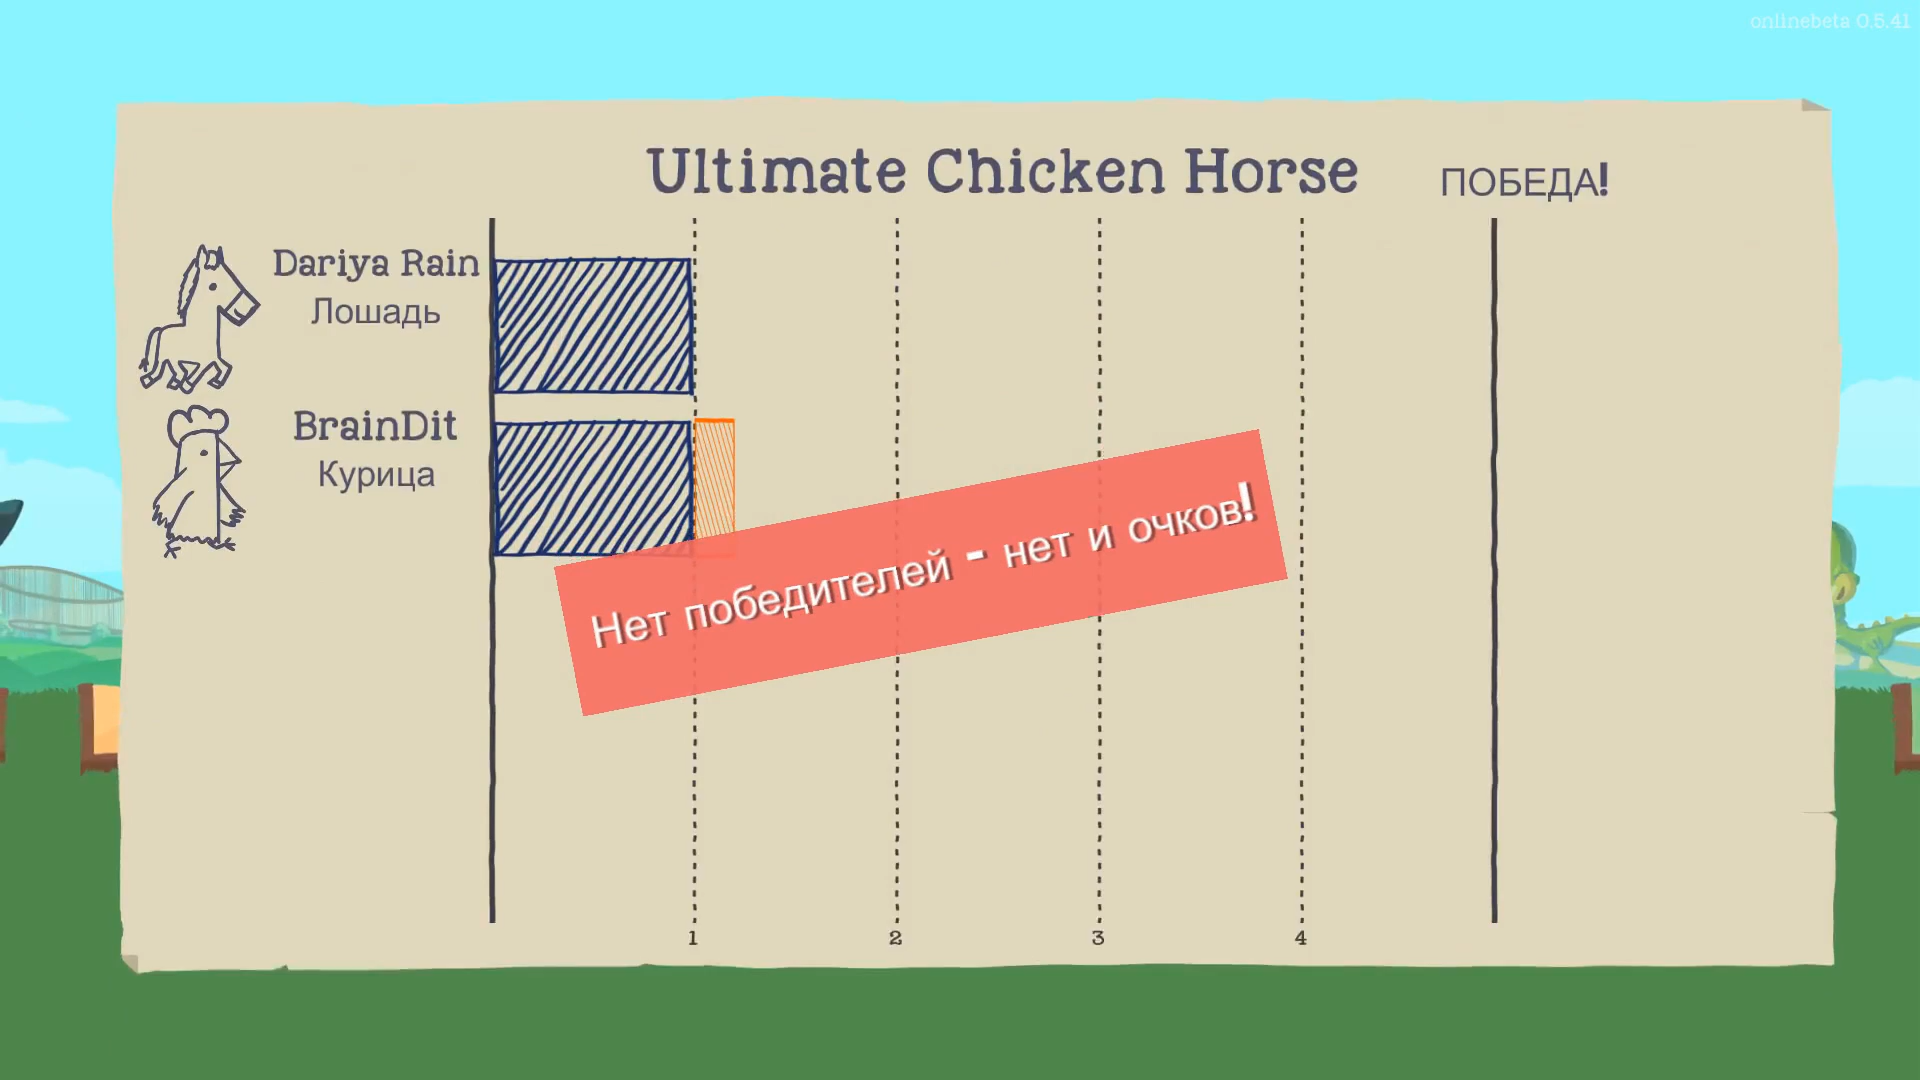 onlinebeta 0.5.41
Ultimate Chicken Horse
ПОБЕДА!
Dariya Rain
Лошадь
BrainDit
Курица
Нет победителей - нет и очков!
1 2 3 4